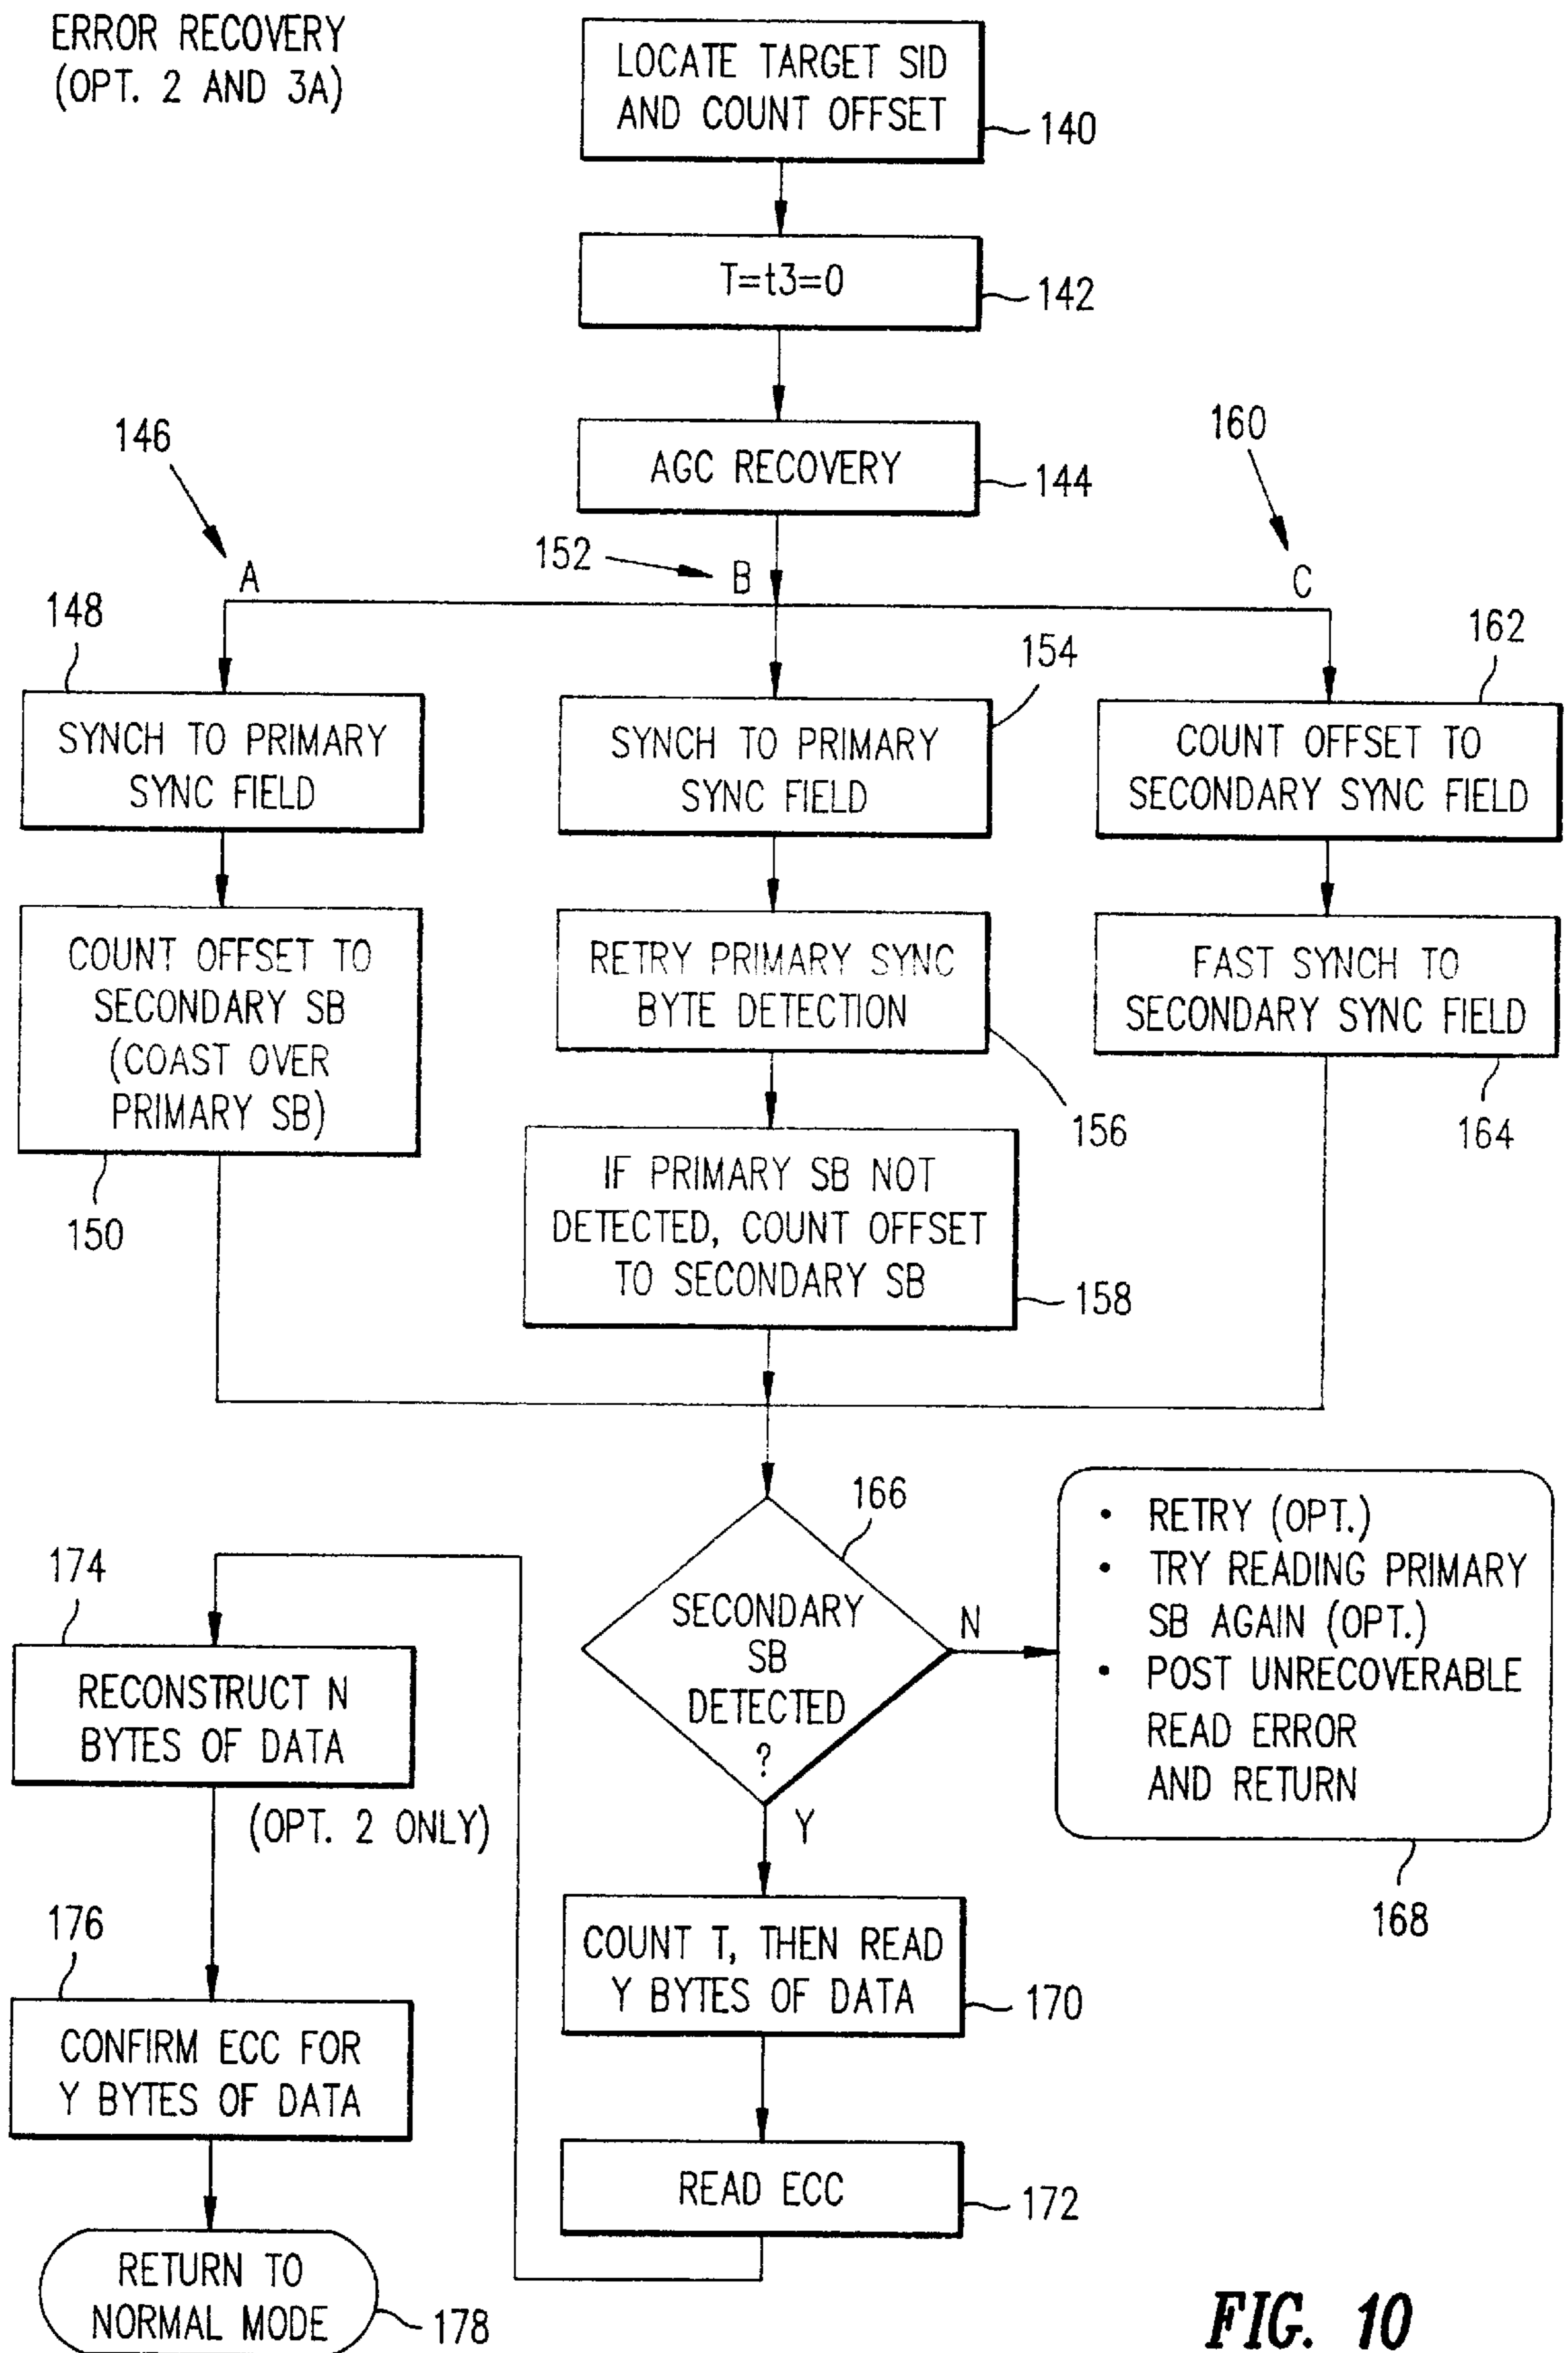 ERROR RECOVERY
(OPT. 2 AND 3A)
LOCATE TARGET SID
AND COUNT OFFSET
140
T=t3=0
142
AGC RECOVERY
144
146
A
152
B
160
C
148
SYNCH TO PRIMARY
SYNC FIELD
COUNT OFFSET TO
SECONDARY SB
(COAST OVER
PRIMARY SB)
150
154
SYNCH TO PRIMARY
SYNC FIELD
RETRY PRIMARY SYNC
BYTE DETECTION
156
IF PRIMARY SB NOT
DETECTED, COUNT OFFSET
TO SECONDARY SB
158
162
COUNT OFFSET TO
SECONDARY SYNC FIELD
FAST SYNCH TO
SECONDARY SYNC FIELD
164
166
SECONDARY
SB
DETECTED
?
N
Y
• RETRY (OPT.)
• TRY READING PRIMARY
SB AGAIN (OPT.)
• POST UNRECOVERABLE
READ ERROR
AND RETURN
168
COUNT T, THEN READ
Y BYTES OF DATA
170
READ ECC
172
174
RECONSTRUCT N
BYTES OF DATA
(OPT. 2 ONLY)
176
CONFIRM ECC FOR
Y BYTES OF DATA
RETURN TO
NORMAL MODE
178
FIG. 10